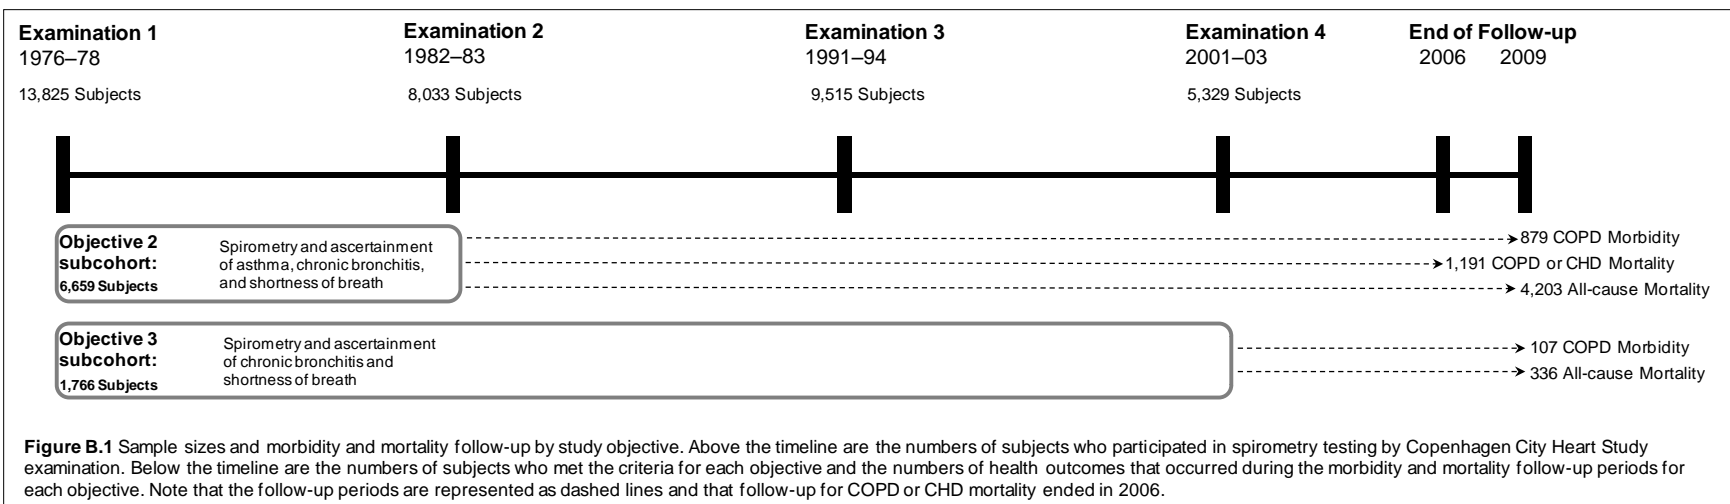 Examination 1
1976–78
13,825 Subjects
Examination 2
1982–83
8,033 Subjects
Examination 3
1991–94
9,515 Subjects
Examination 4
2001–03
5,329 Subjects
End of Follow-up
2006 2009
Objective 2
subcohort:
6,659 Subjects
Spirometry and ascertainment
of asthma, chronic bronchitis,
and shortness of breath
879 COPD Morbidity
1,191 COPD or CHD Mortality
4,203 All-cause Mortality
Objective 3
subcohort:
1,766 Subjects
Spirometry and ascertainment
of chronic bronchitis and
shortness of breath
107 COPD Morbidity
336 All-cause Mortality
Figure B.1 Sample sizes and morbidity and mortality follow-up by study objective. Above the timeline are the numbers of subjects who participated in spirometry testing by Copenhagen City Heart Study
examination. Below the timeline are the numbers of subjects who met the criteria for each objective and the numbers of health outcomes that occurred during the morbidity and mortality follow-up periods for
each objective. Note that the follow-up periods are represented as dashed lines and that follow-up for COPD or CHD mortality ended in 2006.